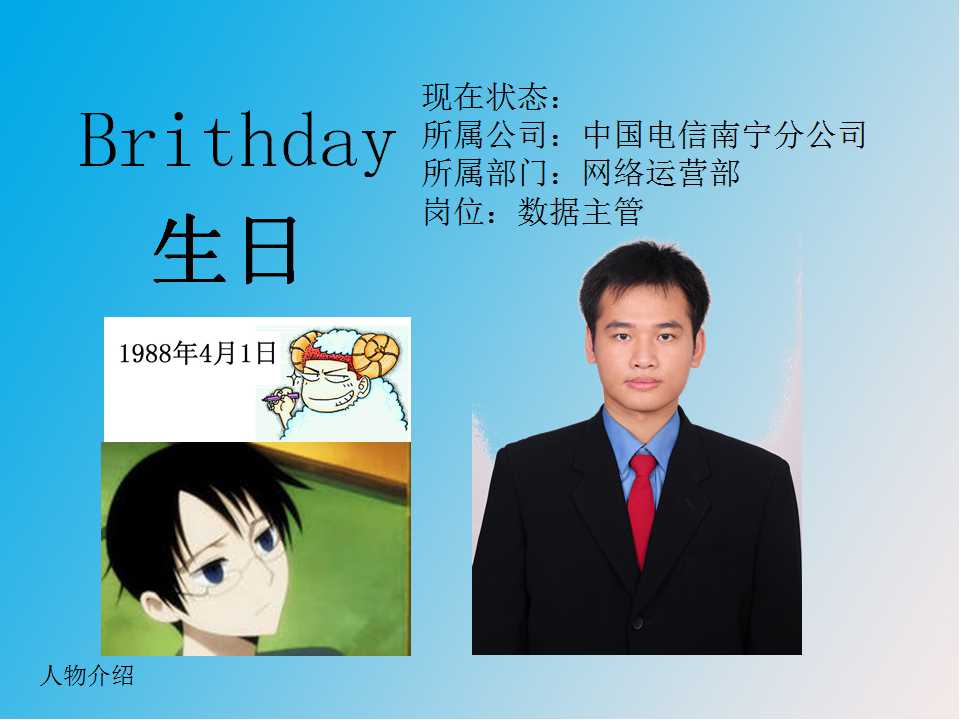 Brithday
生日
现在状态：
所属公司：中国电信南宁分公司
所属部门：网络运营部
岗位：数据主管
1988年4月1日
人物介绍